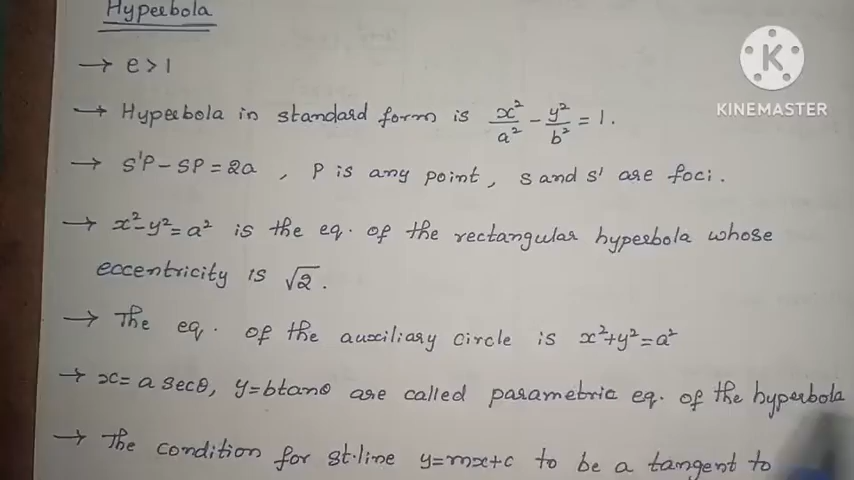 Hyperbola
→ e > 1
→ Hyperbola in standard form is x²/a² - y²/b² = 1.
→ S'P - SP = 2a , P is any point, S and S' are foci.
→ x²-y² = a² is the eq. of the rectangular hyperbola whose
eccentricity is √2.
→ The eq. of the auxiliary circle is x²+y² = a²
→ x = a secθ, y = b tanθ are called parametric eq. of the hyperbola
→ The condition for st.line y=mx+c to be a tangent to
KINEMASTER